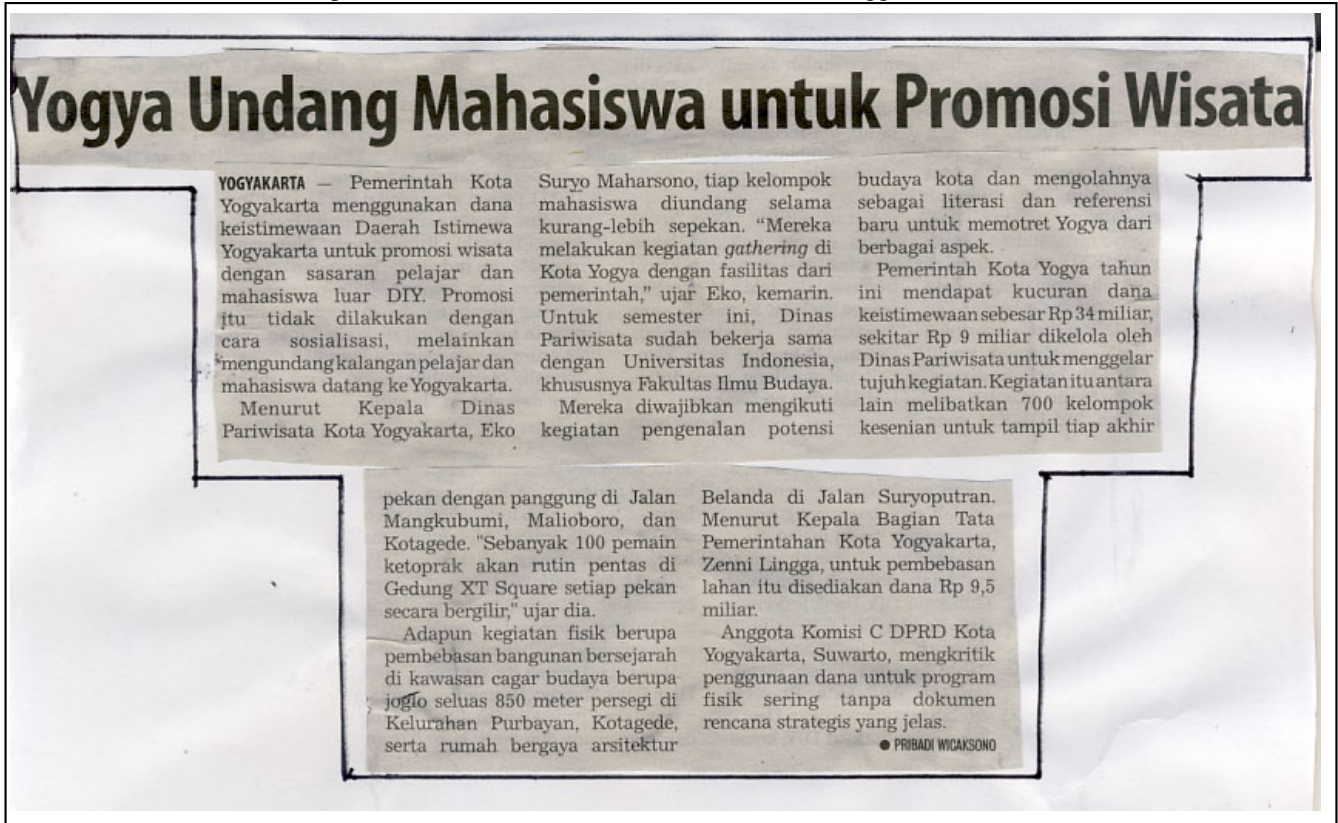 Yogya Undang Mahasiswa untuk Promosi Wisata
YOGYAKARTA — Pemerintah Kota
Yogyakarta menggunakan dana
keistimewaan Daerah Istimewa
Yogyakarta untuk promosi wisata
dengan sasaran pelajar dan
mahasiswa luar DIY. Promosi
itu tidak dilakukan dengan
cara sosialisasi, melainkan
mengundang kalangan pelajar dan
mahasiswa datang ke Yogyakarta.
Menurut Kepala Dinas
Pariwisata Kota Yogyakarta, Eko
Suryo Maharsono, tiap kelompok
mahasiswa diundang selama
kurang-lebih sepekan. “Mereka
melakukan kegiatan gathering di
Kota Yogya dengan fasilitas dari
pemerintah,” ujar Eko, kemarin.
Untuk semester ini, Dinas
Pariwisata sudah bekerja sama
dengan Universitas Indonesia,
khususnya Fakultas Ilmu Budaya.
Mereka diwajibkan mengikuti
kegiatan pengenalan potensi
budaya kota dan mengolahnya
sebagai literasi dan referensi
baru untuk memotret Yogya dari
berbagai aspek.
Pemerintah Kota Yogya tahun
ini mendapat kucuran dana
keistimewaan sebesar Rp 34 miliar,
sekitar Rp 9 miliar dikelola oleh
Dinas Pariwisata untuk menggelar
tujuh kegiatan. Kegiatan itu antara
lain melibatkan 700 kelompok
kesenian untuk tampil tiap akhir
pekan dengan panggung di Jalan
Mangkubumi, Malioboro, dan
Kotagede. "Sebanyak 100 pemain
ketoprak akan rutin pentas di
Gedung XT Square setiap pekan
secara bergilir," ujar dia.
Adapun kegiatan fisik berupa
pembebasan bangunan bersejarah
di kawasan cagar budaya berupa
joglo seluas 850 meter persegi di
Kelurahan Purbayan, Kotagede,
serta rumah bergaya arsitektur
Belanda di Jalan Suryoputran.
Menurut Kepala Bagian Tata
Pemerintahan Kota Yogyakarta,
Zenni Lingga, untuk pembebasan
lahan itu disediakan dana Rp 9,5
miliar.
Anggota Komisi C DPRD Kota
Yogyakarta, Suwarto, mengkritik
penggunaan dana untuk program
fisik sering tanpa dokumen
rencana strategis yang jelas.
● PRIBADI WICAKSONO